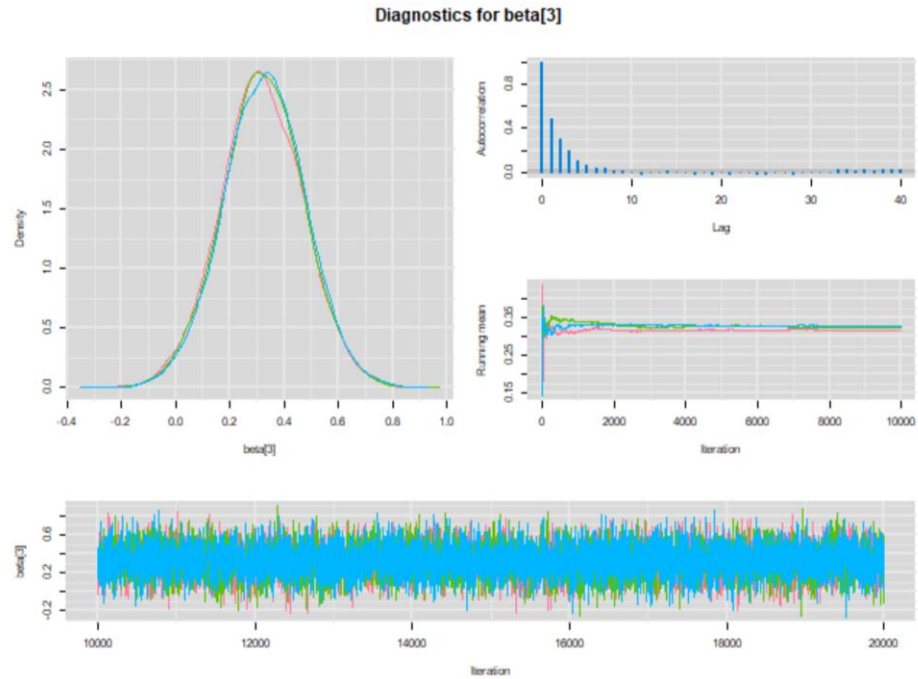 Diagnostics for beta[3]
Density
0.0 0.5 1.0 1.5 2.0 2.5
-0.4 -0.2 0.0 0.2 0.4 0.6 0.8 1.0
beta[3]
Autocorrelation
0.0 0.4 0.8
0 10 20 30 40
Lag
Running mean
0.15 0.25 0.35
0 2000 4000 6000 8000 10000
Iteration
beta[3]
-0.2 0.2 0.6
10000 12000 14000 16000 18000 20000
Iteration